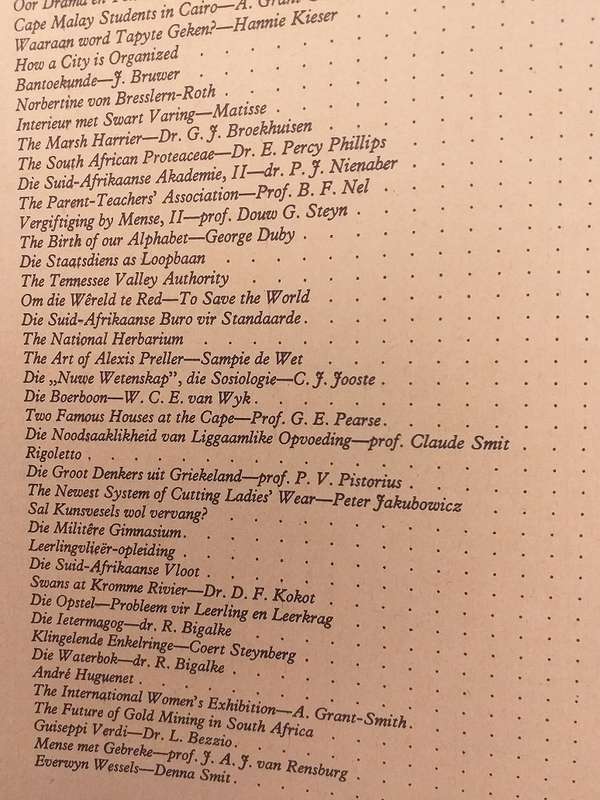 Oor Drama en
Cape Malay Students in Cairo—A. Grant-
Waaraan word Tapyte Geken?—Hannie Kieser
How a City is Organized
Bantoekunde—J. Bruwer
Norbertine von Bresslern-Roth
Interieur met Swart Varing—Matisse
The Marsh Harrier—Dr. G. J. Broekhuisen
The South African Proteaceae—Dr. E. Percy Phillips
Die Suid-Afrikaanse Akademie, II—dr. P. J. Nienaber
The Parent-Teachers' Association—Prof. B. F. Nel
Vergiftiging by Mense, II—prof. Douw G. Steyn
The Birth of our Alphabet—George Duby
Die Staatsdiens as Loopbaan
The Tennessee Valley Authority
Om die Wêreld te Red—To Save the World
Die Suid-Afrikaanse Buro vir Standaarde
The National Herbarium
The Art of Alexis Preller—Sampie de Wet
Die „Nuwe Wetenskap”, die Sosiologie—C. J. Jooste
Die Boerboon—W. C. E. van Wyk
Two Famous Houses at the Cape—Prof. G. E. Pearse
Die Noodsaaklikheid van Liggaamlike Opvoeding—prof. Claude Smit
Rigoletto
Die Groot Denkers uit Griekeland—prof. P. V. Pistorius
The Newest System of Cutting Ladies' Wear—Peter Jakubowicz
Sal Kunsvesels wol vervang?
Die Militêre Gimnasium
Leerlingvlieër-opleiding
Die Suid-Afrikaanse Vloot
Swans at Kromme Rivier—Dr. D. F. Kokot
Die Opstel—Probleem vir Leerling en Leerkrag
Die Ietermagog—dr. R. Bigalke
Klingelende Enkelringe—Coert Steynberg
Die Waterbok—dr. R. Bigalke
André Huguenet
The International Women's Exhibition—A. Grant-Smith
The Future of Gold Mining in South Africa
Guiseppi Verdi—Dr. L. Bezzio
Mense met Gebreke—prof. J. A. J. van Rensburg
Everwyn Wessels—Denna Smit